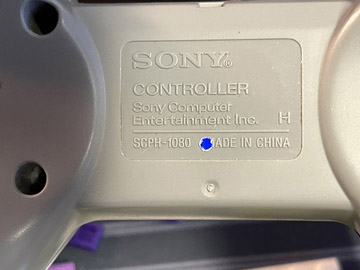 SONY®
CONTROLLER
Sony Computer
Entertainment Inc. H
SCPH-1080 ADE IN CHINA
C